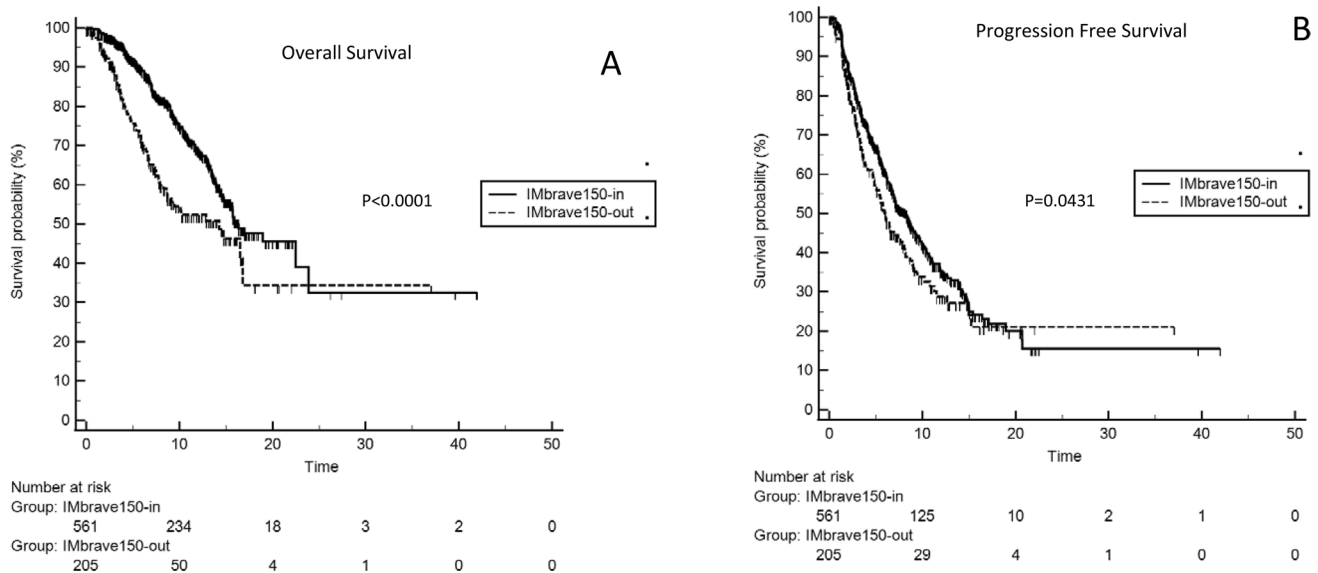 Overall Survival
A
Survival probability (%)
100
90
80
70
60
50
40
30
20
10
0
P<0.0001
IMbrave150-in
IMbrave150-out
0 10 20 30 40 50
Time
Number at risk
Group: IMbrave150-in
561 234 18 3 2 0
Group: IMbrave150-out
205 50 4 1 0 0
Progression Free Survival
B
Survival probability (%)
100
90
80
70
60
50
40
30
20
10
0
P=0.0431
IMbrave150-in
IMbrave150-out
0 10 20 30 40 50
Time
Number at risk
Group: IMbrave150-in
561 125 10 2 1 0
Group: IMbrave150-out
205 29 4 1 0 0